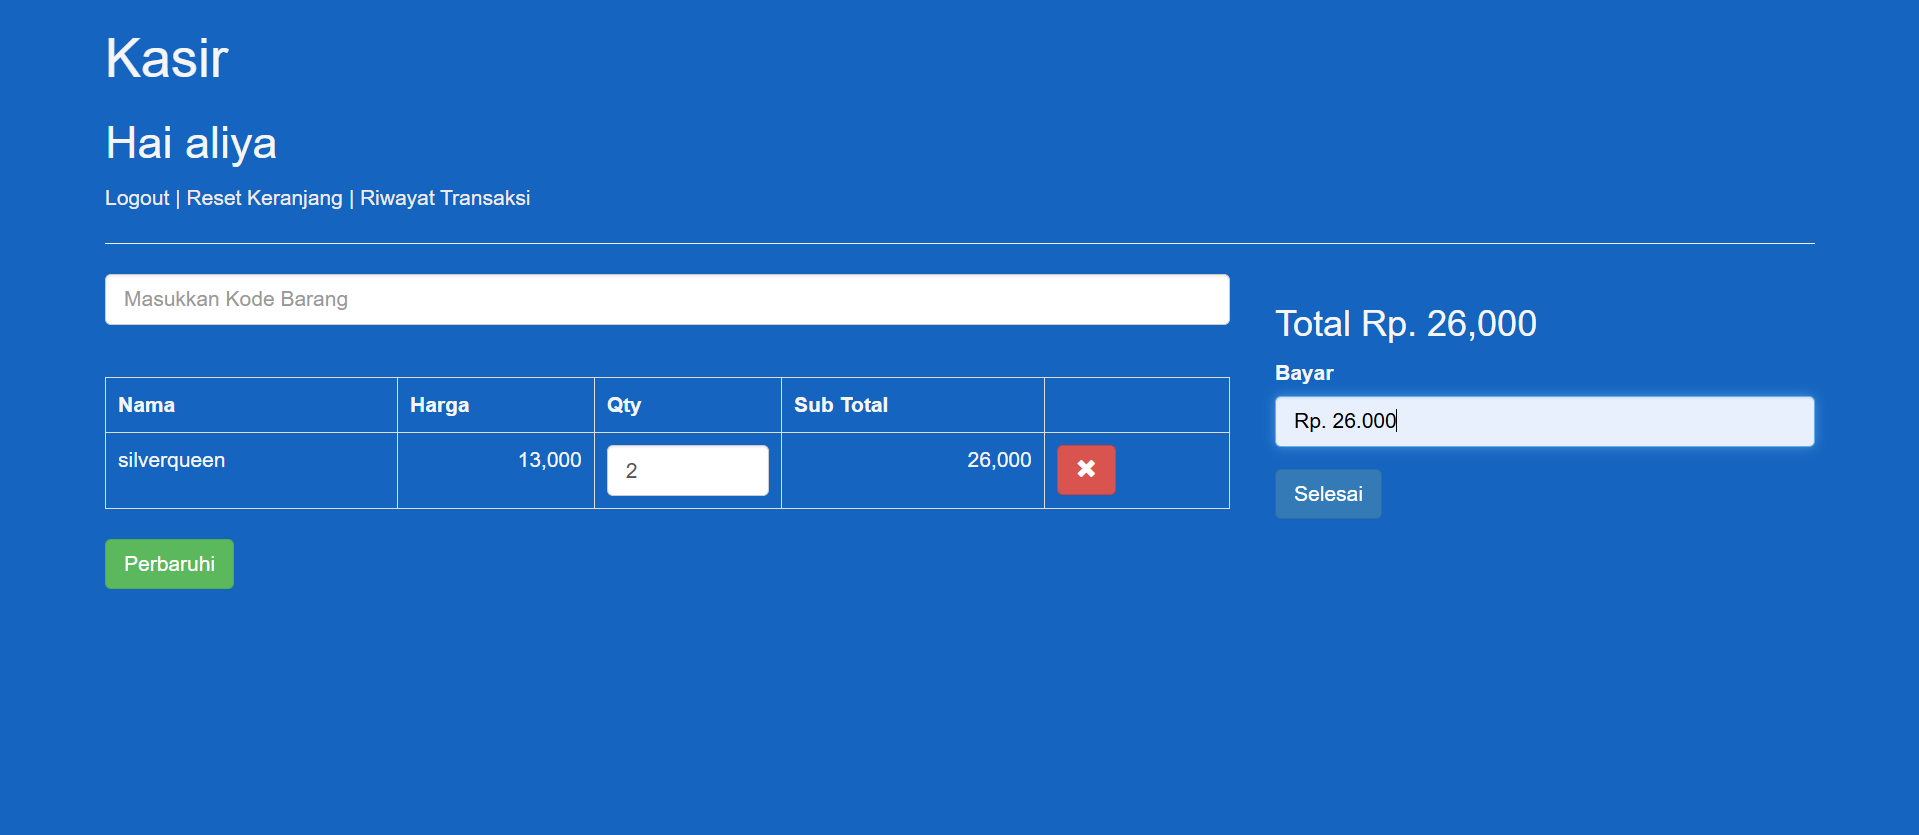 Kasir
Hai aliya
Logout | Reset Keranjang | Riwayat Transaksi
Masukkan Kode Barang
Nama Harga Qty Sub Total
silverqueen 13,000 2 26,000
Perbaruhi
Total Rp. 26,000
Bayar
Rp. 26.000
Selesai